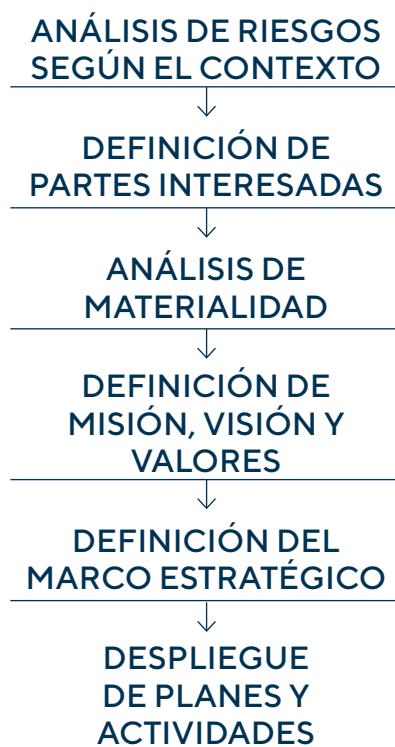 ANÁLISIS DE RIESGOS
SEGÚN EL CONTEXTO
DEFINICIÓN DE
PARTES INTERESADAS
ANÁLISIS DE
MATERIALIDAD
DEFINICIÓN DE
MISIÓN, VISIÓN Y
VALORES
DEFINICIÓN DEL
MARCO ESTRATÉGICO
DESPLIEGUE
DE PLANES Y
ACTIVIDADES